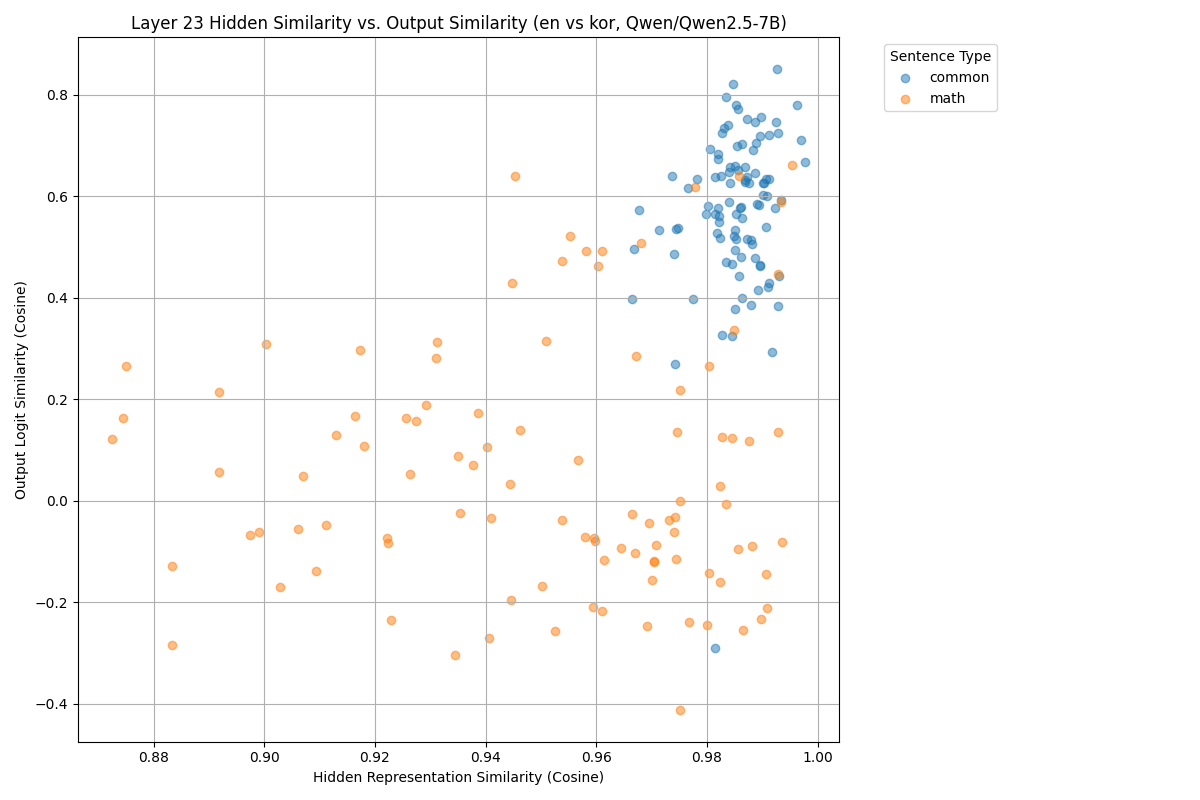 Layer 23 Hidden Similarity vs. Output Similarity (en vs kor, Qwen/Qwen2.5-7B)
Sentence Type
common
math
Output Logit Similarity (Cosine)
0.8
0.6
0.4
0.2
0.0
−0.2
−0.4
0.88 0.90 0.92 0.94 0.96 0.98 1.00
Hidden Representation Similarity (Cosine)